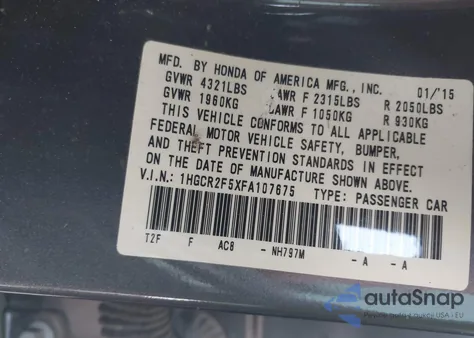 MFD. BY HONDA OF AMERICA MFG., INC. 01/'15
GVWR 4321LBS GAWR F 2315LBS R 2050LBS
GVWR 1960KG GAWR F 1050KG R 930KG
THIS VEHICLE CONFORMS TO ALL APPLICABLE
FEDERAL MOTOR VEHICLE SAFETY, BUMPER,
AND THEFT PREVENTION STANDARDS IN EFFECT
ON THE DATE OF MANUFACTURE SHOWN ABOVE.
V.I.N.: 1HGCR2F5XFA107675 TYPE: PASSENGER CAR
T2F F AC8 - NH797M - A - A
autoSnap
USA - EU